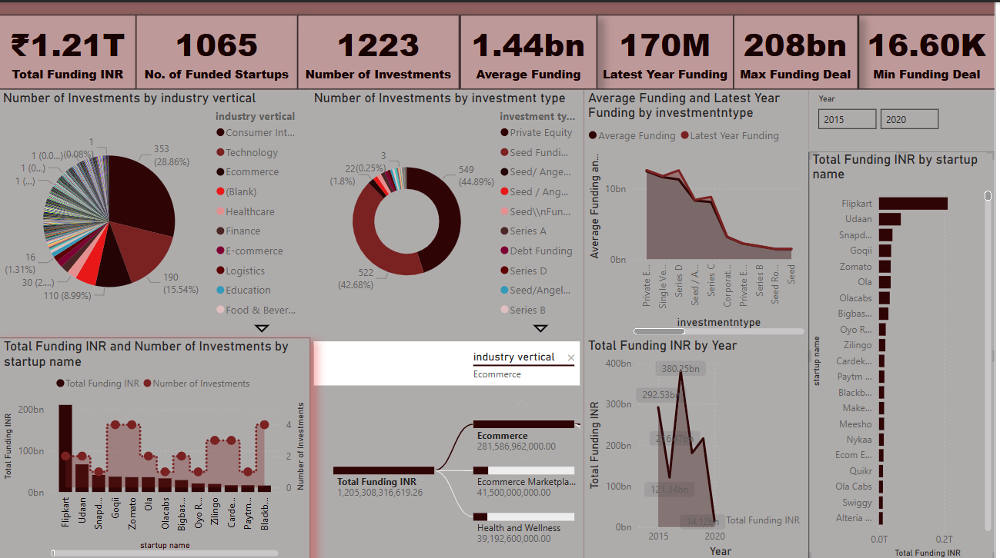 ₹1.21T
Total Funding INR
1065
No. of Funded Startups
1223
Number of Investments
1.44bn
Average Funding
170M
Latest Year Funding
208bn
Max Funding Deal
16.60K
Min Funding Deal
Number of Investments by industry vertical
industry vertical
Consumer Int...
Technology
Ecommerce
(Blank)
Healthcare
Finance
E-commerce
Logistics
Education
Food & Bever...
353
(28.86%)
190
(15.54%)
110 (8.99%)
30 (2....)
16
(1.31%)
1 (...)
1 (0...)
1 (0.0...)
1
(0.08%)
Number of Investments by investment type
investment ty...
Private Equity
Seed Fundi...
Seed/ Ange...
Seed / Ang...
Seed\\nFun...
Series A
Debt Funding
Series D
Seed/Angel...
Series B
549
(44.89%)
522
(42.68%)
22
(1.8%)
3
(0.25%)
Average Funding and Latest Year
Funding by investmentntype
Average Funding
Latest Year Funding
Average Funding an...
10bn
0bn
Private E...
Single Ve...
Series D
Seed / A...
Series C
Corporat...
Private E...
Series B
Seed Ro...
Seed
investmentntype
Year
2015
2020
Total Funding INR by startup
name
startup name
Flipkart
Udaan
Snapd...
Goqii
Zomato
Ola
Olacabs
Bigbas...
Oyo R...
Zilingo
Cardek...
Paytm ...
Blackb...
Make...
Meesho
Nykaa
Ecom E...
Quikr
Ola Cabs
Swiggy
Alteria ...
0.0T
0.2T
Total Funding INR
Total Funding INR and Number of Investments by
startup name
Total Funding INR
Number of Investments
Total Funding INR
200bn
100bn
0bn
4
2
0
Number of Investments
Flipkart
Udaan
Snapd...
Goqii
Zomato
Ola
Olacabs
Bigbas...
Oyo R...
Zilingo
Carde...
Paytm...
Blackb...
startup name
industry vertical
Ecommerce
Total Funding INR
1,205,308,316,619.26
Ecommerce
281,586,962,000.00
Ecommerce Marketpla...
41,500,000,000.00
Health and Wellness
39,192,600,000.00
Total Funding INR by Year
Total Funding INR
400bn
300bn
200bn
100bn
0bn
380.25bn
292.53bn
121.34bn
14.12bn
Total Funding INR
2015
2020
Year